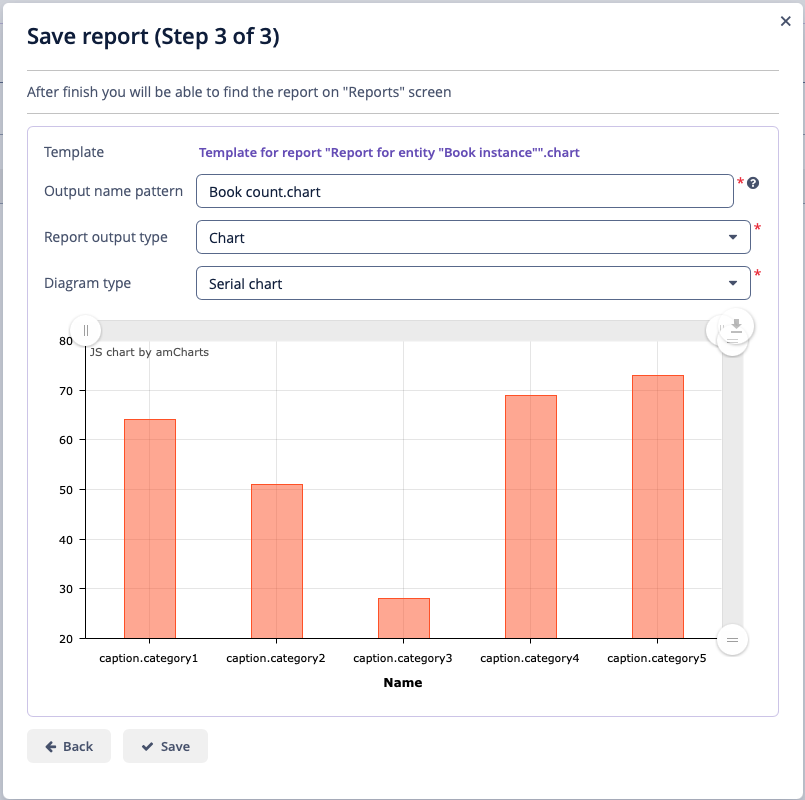 Save report (Step 3 of 3)
After finish you will be able to find the report on "Reports" screen
Template Template for report "Report for entity "Book instance"".chart
Output name pattern Book count.chart * ?
Report output type Chart *
Diagram type Serial chart *
80
JS chart by amCharts
70
60
50
40
30
20
caption.category1 caption.category2 caption.category3 caption.category4 caption.category5
Name
Back Save